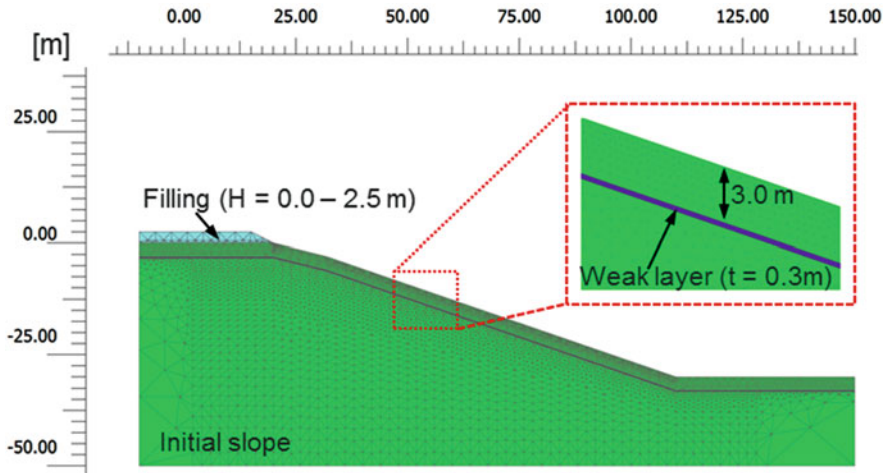 0.00 25.00 50.00 75.00 100.00 125.00 150.00
[m]
25.00
Filling (H = 0.0 – 2.5 m)
3.0 m
0.00
Weak layer (t = 0.3m)
-25.00
Initial slope
-50.00